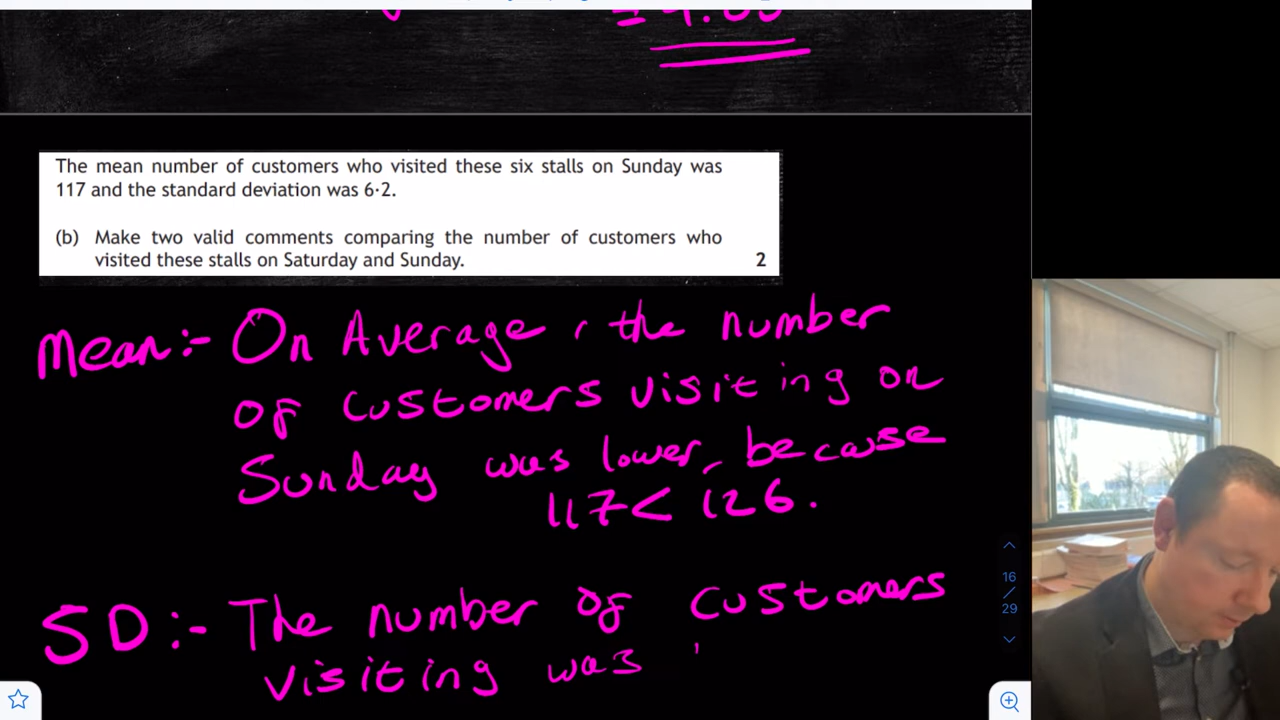 The mean number of customers who visited these six stalls on Sunday was
117 and the standard deviation was 6·2.
(b) Make two valid comments comparing the number of customers who
visited these stalls on Saturday and Sunday. 2
Mean:- On Average, the number
of customers visiting on
Sunday was lower, because
117 < 126.
SD:- The number of customers
visiting was
16
/
29